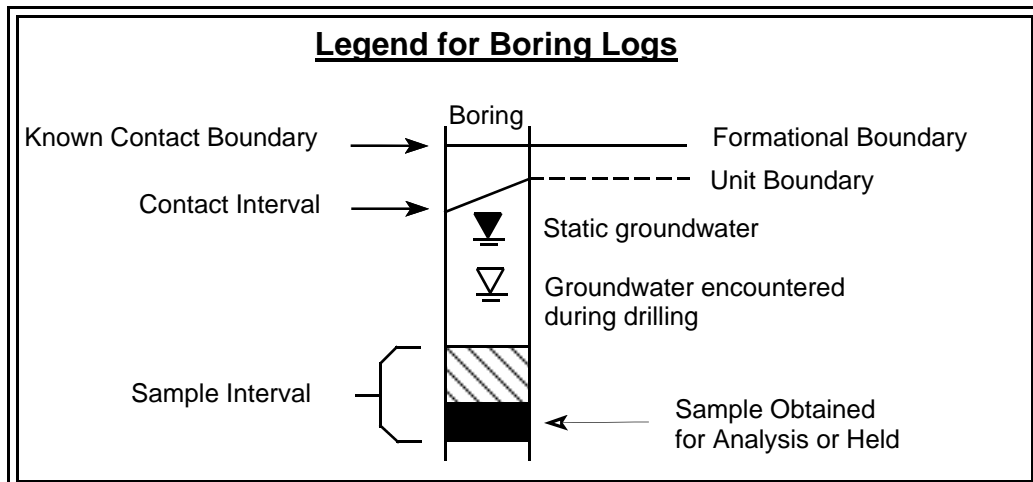 Legend for Boring Logs
Boring
Known Contact Boundary
Formational Boundary
Unit Boundary
Contact Interval
Static groundwater
Groundwater encountered
during drilling
Sample Interval
Sample Obtained
for Analysis or Held